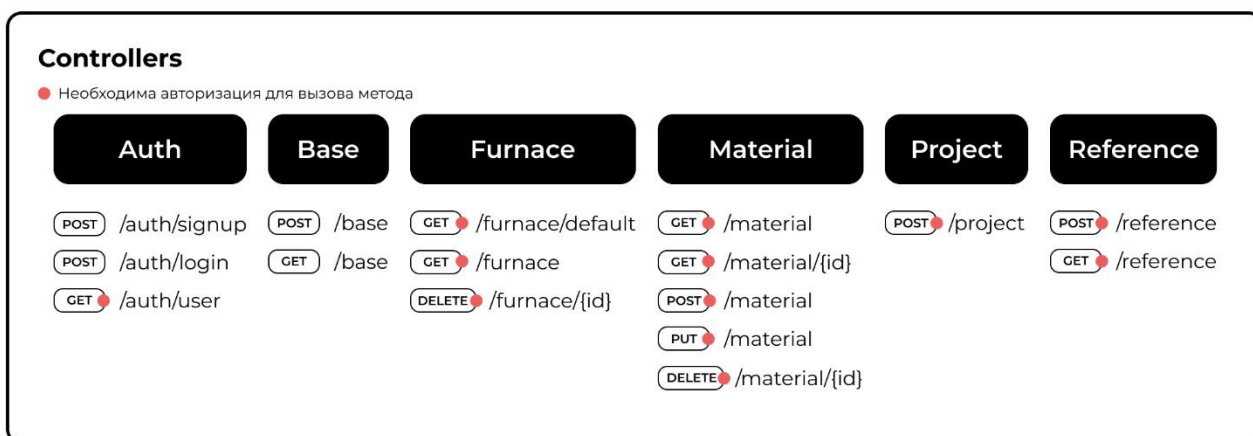 Controllers
Необходима авторизация для вызова метода
Auth
POST /auth/signup
POST /auth/login
GET /auth/user
Base
POST /base
GET /base
Furnace
GET /furnace/default
GET /furnace
DELETE /furnace/{id}
Material
GET /material
GET /material/{id}
POST /material
PUT /material
DELETE /material/{id}
Project
POST /project
Reference
POST /reference
GET /reference